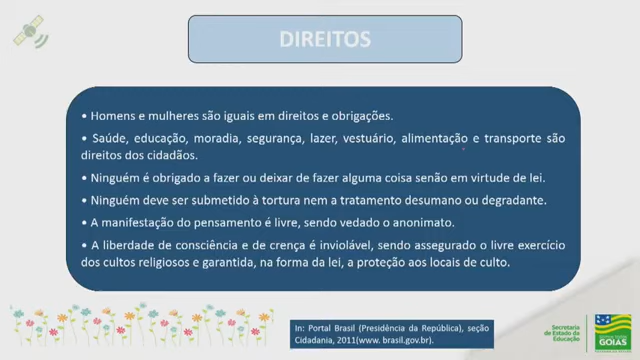 DIREITOS
• Homens e mulheres são iguais em direitos e obrigações.
• Saúde, educação, moradia, segurança, lazer, vestuário, alimentação e transporte são
direitos dos cidadãos.
• Ninguém é obrigado a fazer ou deixar de fazer alguma coisa senão em virtude de lei.
• Ninguém deve ser submetido à tortura nem a tratamento desumano ou degradante.
• A manifestação do pensamento é livre, sendo vedado o anonimato.
• A liberdade de consciência e de crença é inviolável, sendo assegurado o livre exercício
dos cultos religiosos e garantida, na forma da lei, a proteção aos locais de culto.
In: Portal Brasil (Presidência da República), seção
Cidadania, 2011(www. brasil.gov.br).
Secretaria
de Estado da
Educação
GOIÁS